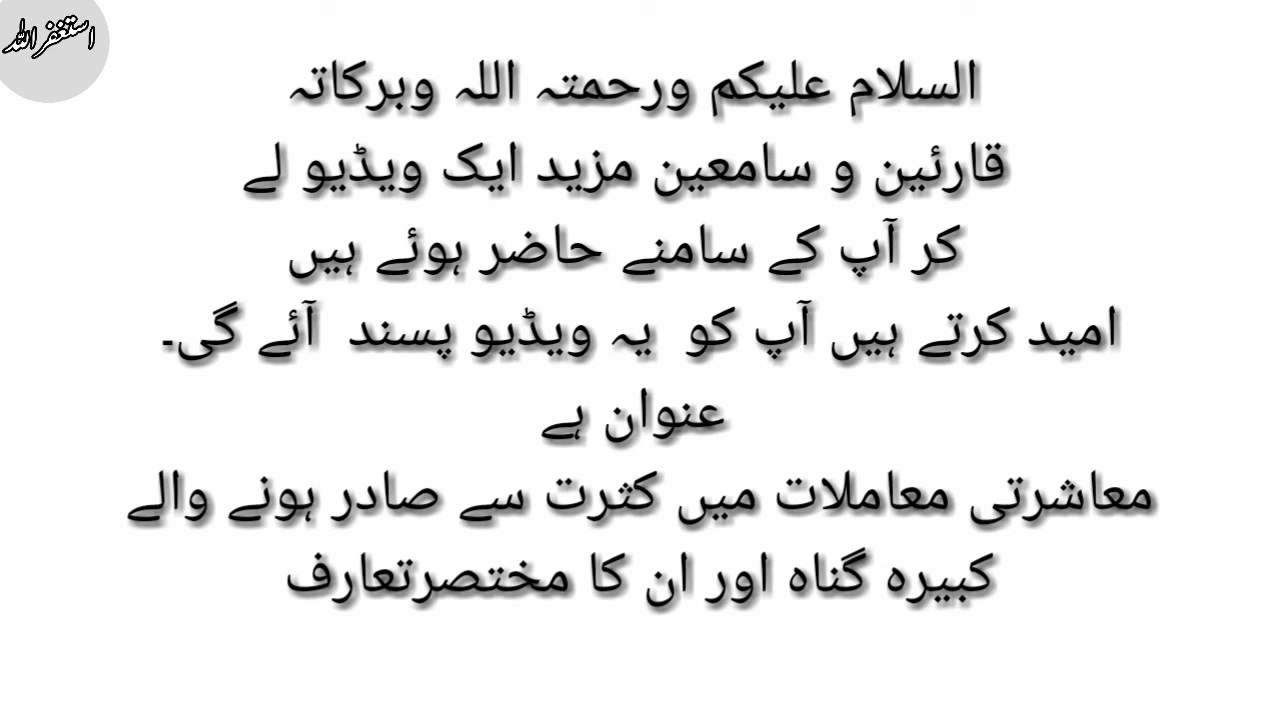 استغفر اللہ
السلام علیکم ورحمتہ اللہ وبرکاتہ
قارئین و سامعین مزید ایک ویڈیو لے
کر آپ کے سامنے حاضر ہوئے ہیں
امید کرتے ہیں آپ کو یہ ویڈیو پسند آئے گی۔
عنوان ہے
معاشرتی معاملات میں کثرت سے صادر ہونے والے
کبیرہ گناہ اور ان کا مختصرتعارف